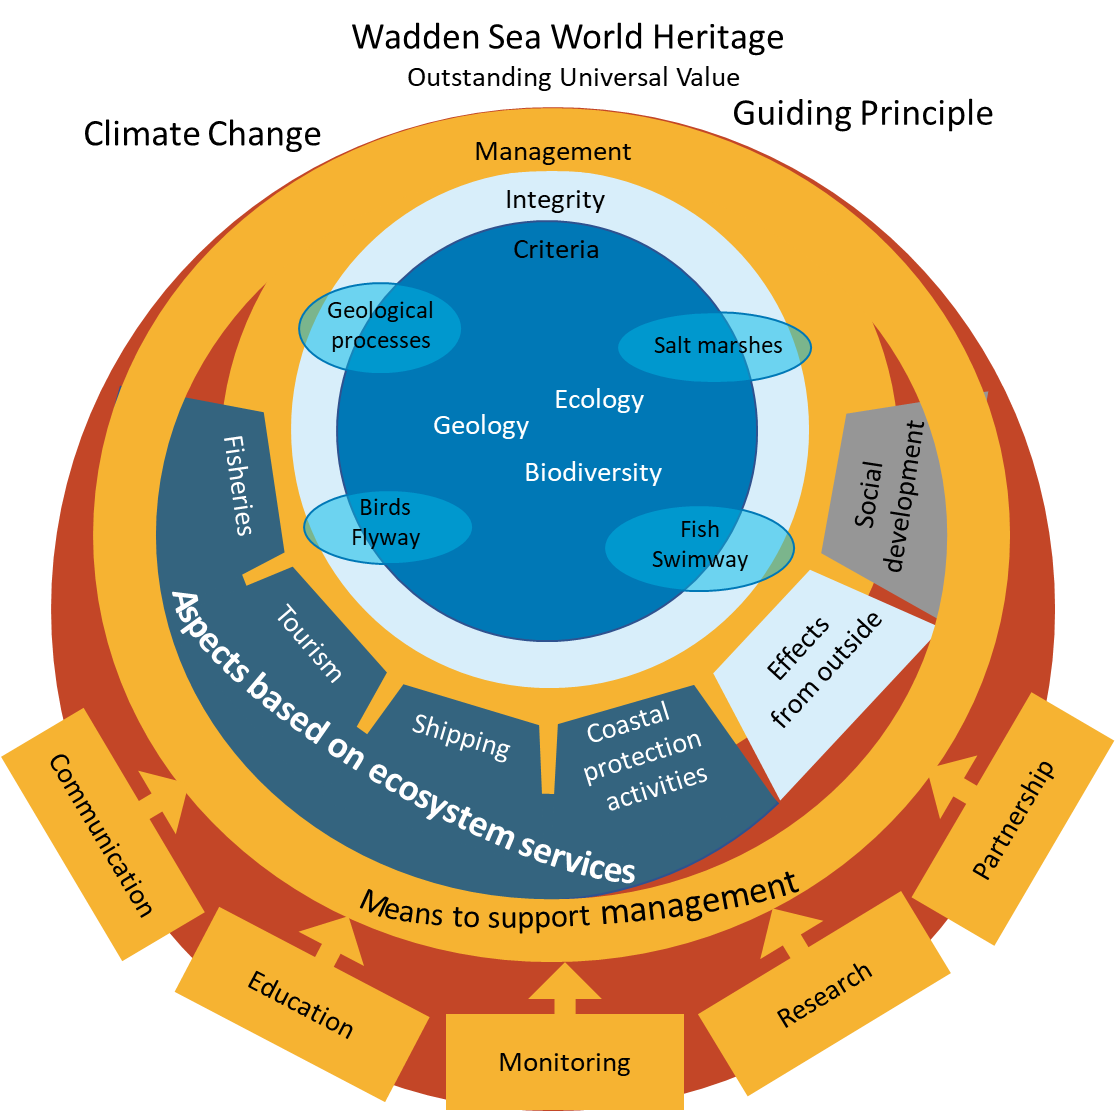 Wadden Sea World Heritage
Outstanding Universal Value
Climate Change
Guiding Principle
Management
Integrity
Criteria
Geological
processes
Salt marshes
Ecology
Geology
Biodiversity
Birds
Flyway
Fish
Swimway
Fisheries
Tourism
Shipping
Coastal
protection
activities
Effects
from outside
Social
development
Aspects based on ecosystem services
Means to support management
Communication
Education
Monitoring
Research
Partnership